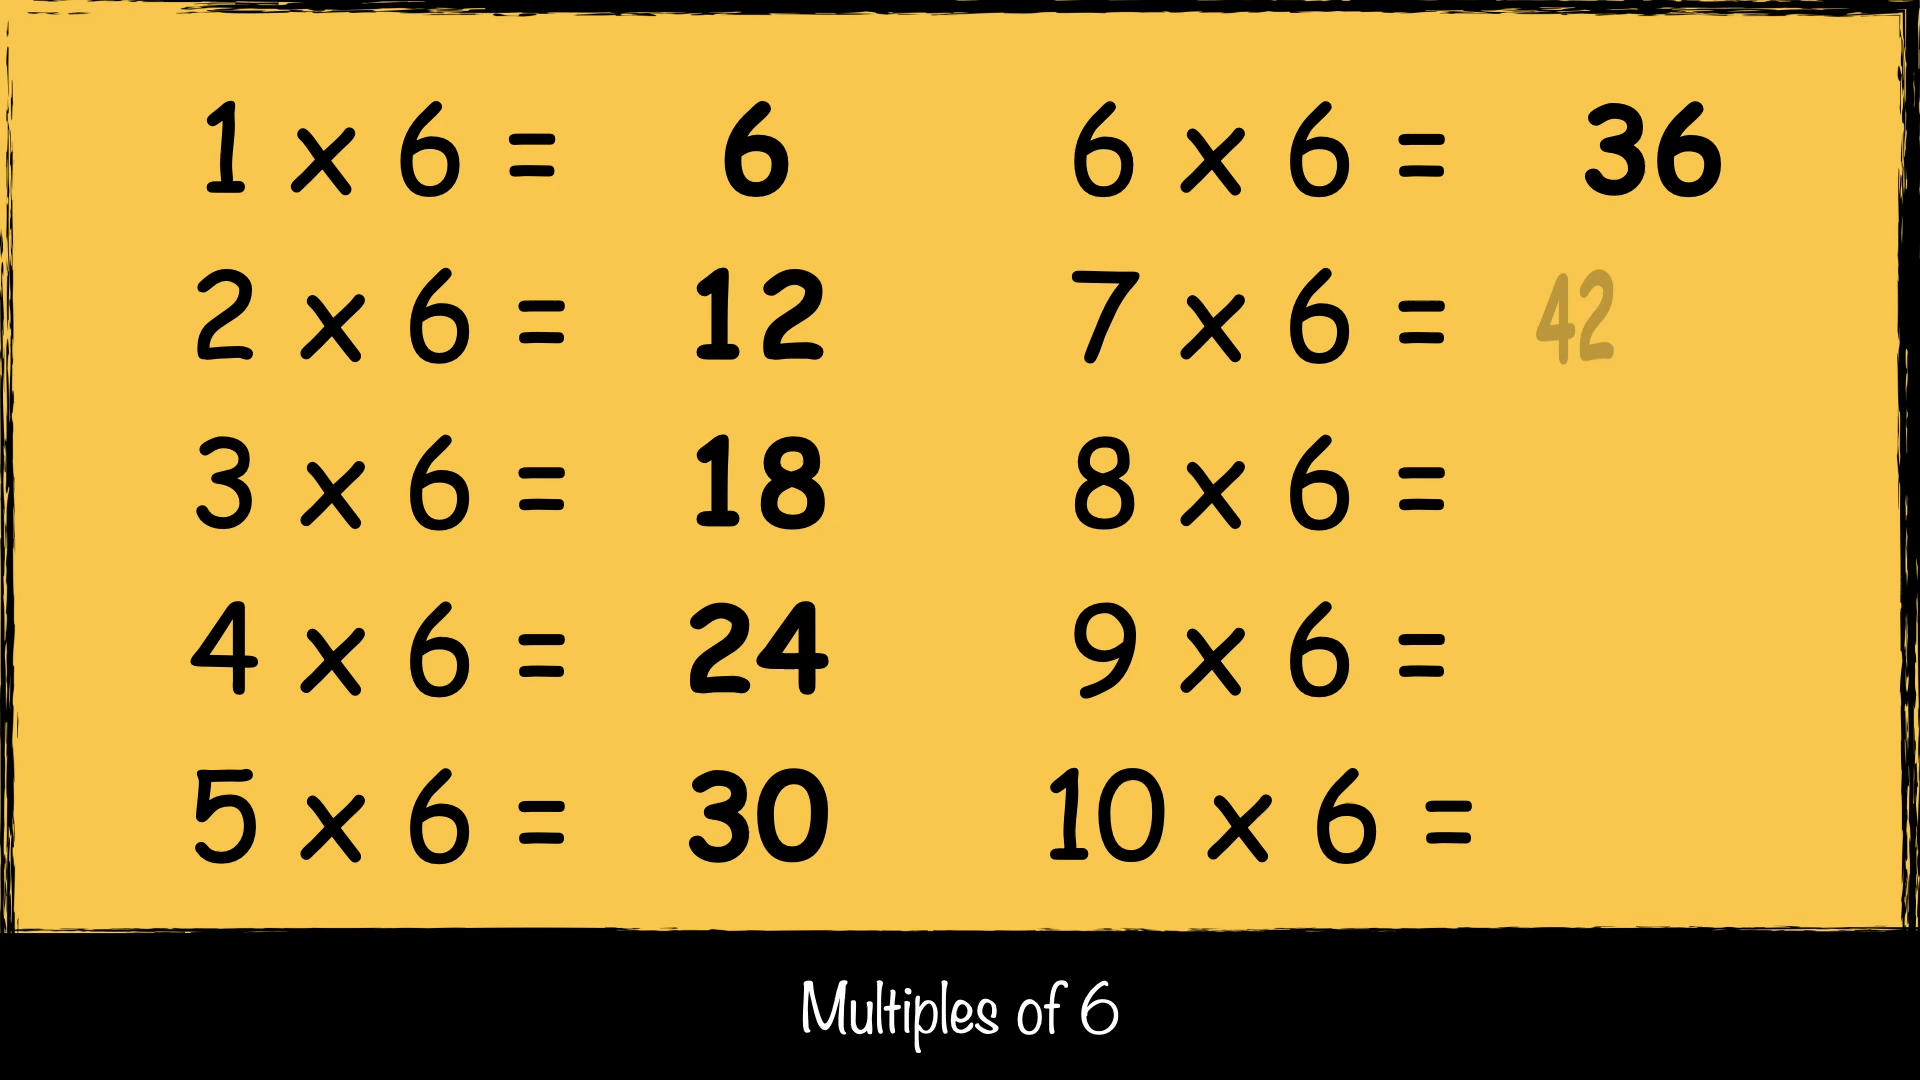 1 x 6 = 6
2 x 6 = 12
3 x 6 = 18
4 x 6 = 24
5 x 6 = 30
6 x 6 = 36
7 x 6 = 42
8 x 6 =
9 x 6 =
10 x 6 =
Multiples of 6